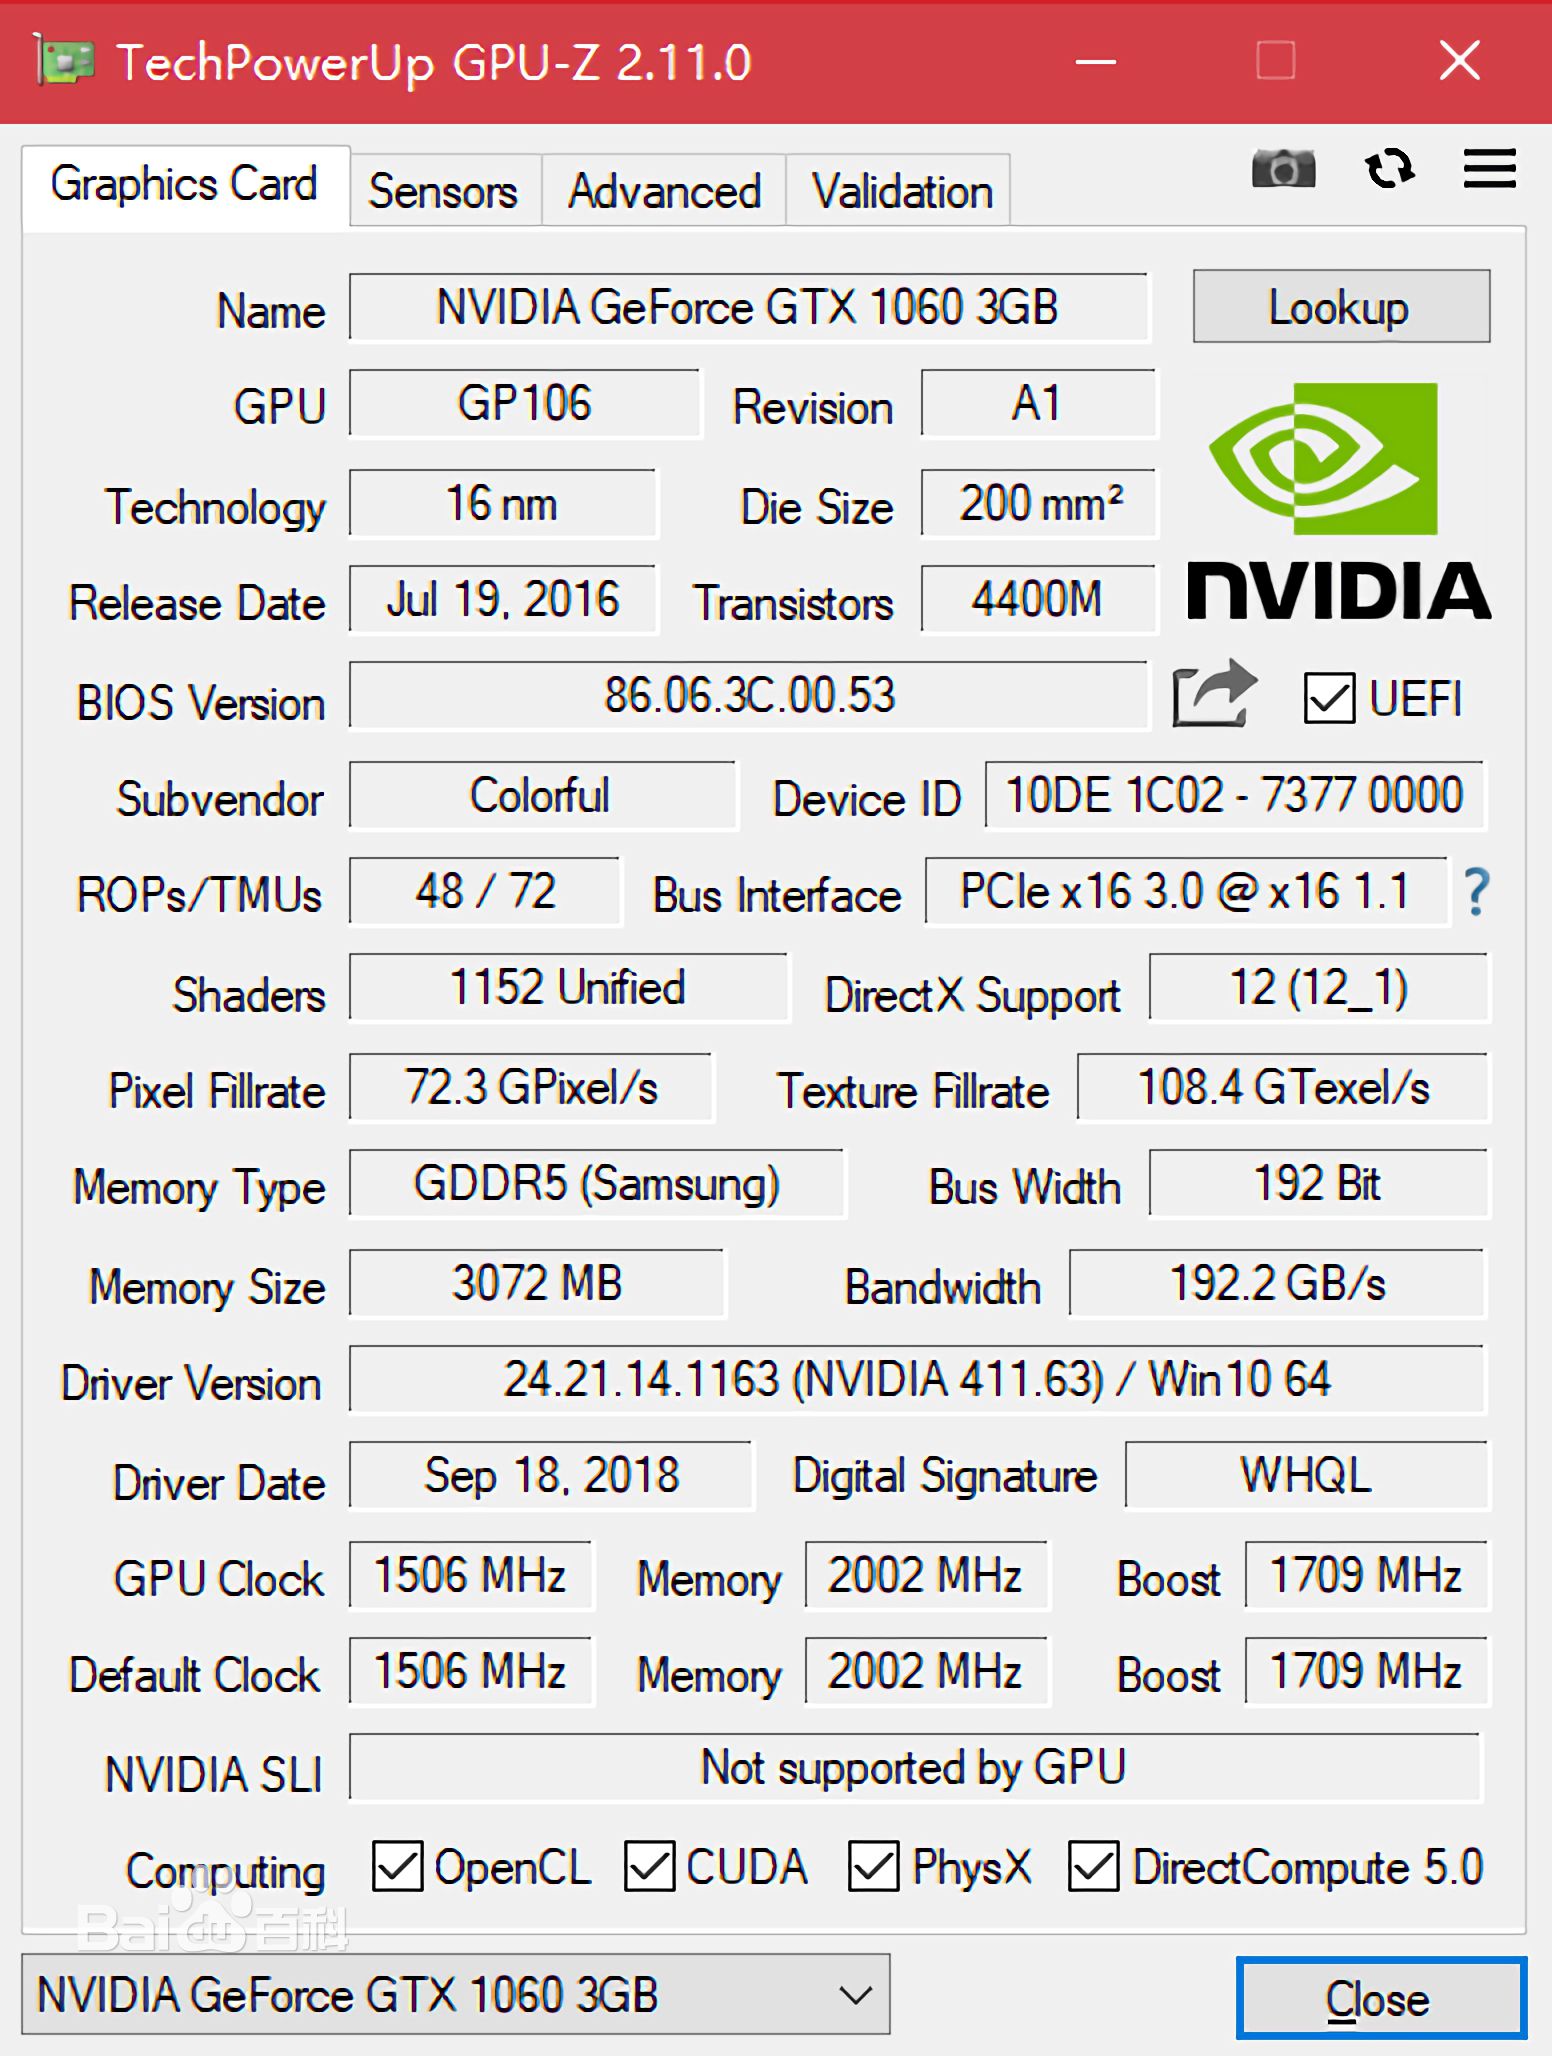 TechPowerUp GPU-Z 2.11.0
Graphics Card Sensors Advanced Validation
Name NVIDIA GeForce GTX 1060 3GB Lookup
GPU GP106 Revision A1
Technology 16 nm Die Size 200 mm²
Release Date Jul 19, 2016 Transistors 4400M
NVIDIA
BIOS Version 86.06.3C.00.53 UEFI
Subvendor Colorful Device ID 10DE 1C02 - 7377 0000
ROPs/TMUs 48 / 72 Bus Interface PCIe x16 3.0 @ x16 1.1 ?
Shaders 1152 Unified DirectX Support 12 (12_1)
Pixel Fillrate 72.3 GPixel/s Texture Fillrate 108.4 GTexel/s
Memory Type GDDR5 (Samsung) Bus Width 192 Bit
Memory Size 3072 MB Bandwidth 192.2 GB/s
Driver Version 24.21.14.1163 (NVIDIA 411.63) / Win10 64
Driver Date Sep 18, 2018 Digital Signature WHQL
GPU Clock 1506 MHz Memory 2002 MHz Boost 1709 MHz
Default Clock 1506 MHz Memory 2002 MHz Boost 1709 MHz
NVIDIA SLI Not supported by GPU
Computing OpenCL CUDA PhysX DirectCompute 5.0
Bai百科
NVIDIA GeForce GTX 1060 3GB Close